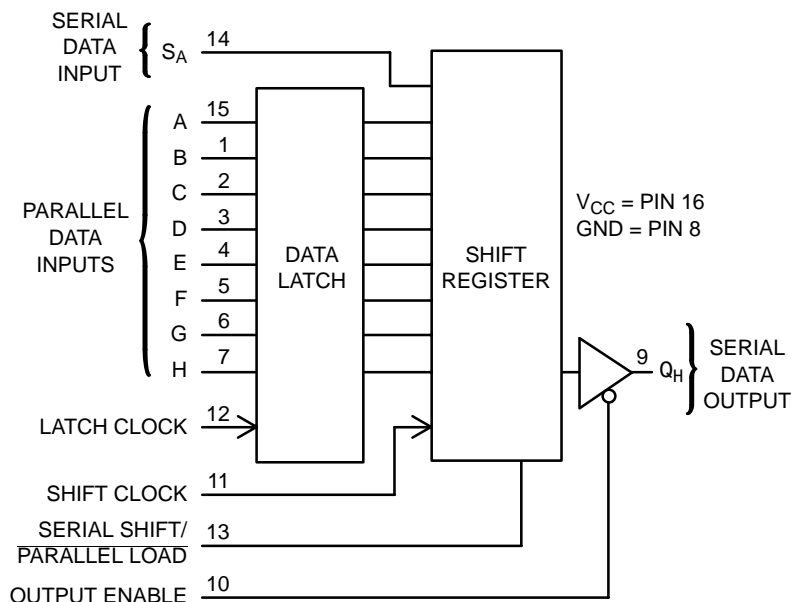 SERIAL
DATA
INPUT
SA 14
A 15
B 1
C 2
D 3
E 4
F 5
G 6
H 7
PARALLEL
DATA
INPUTS
DATA
LATCH
SHIFT
REGISTER
VCC = PIN 16
GND = PIN 8
9 QH
SERIAL
DATA
OUTPUT
LATCH CLOCK 12
SHIFT CLOCK 11
SERIAL SHIFT/
PARALLEL LOAD 13
OUTPUT ENABLE 10